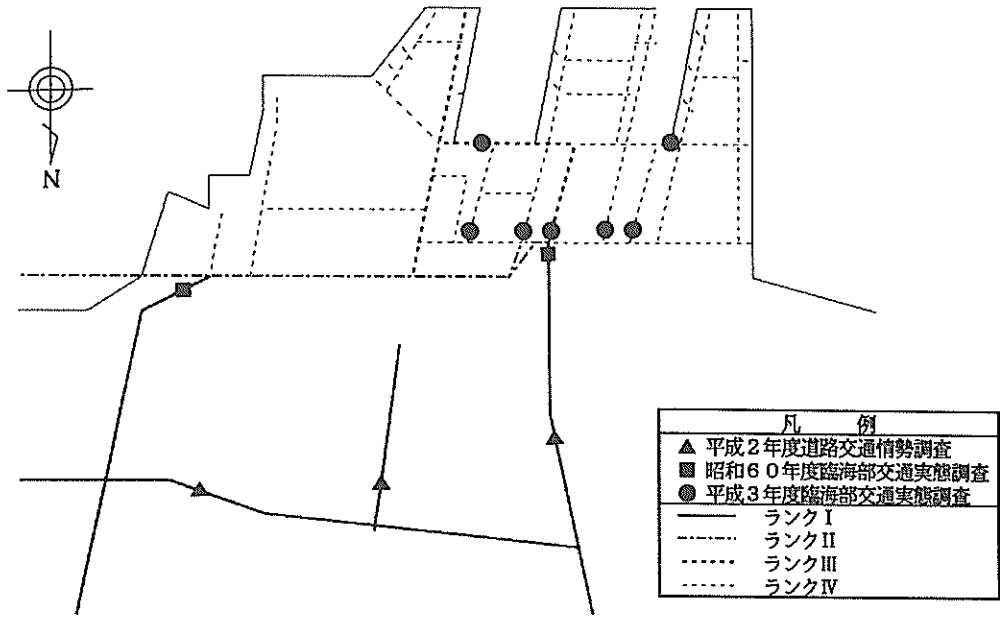 N
凡例
▲ 平成2年度道路交通情勢調査
■ 昭和60年度臨海部交通実態調査
● 平成3年度臨海部交通実態調査
ランクⅠ
ランクⅡ
ランクⅢ
ランクⅣ